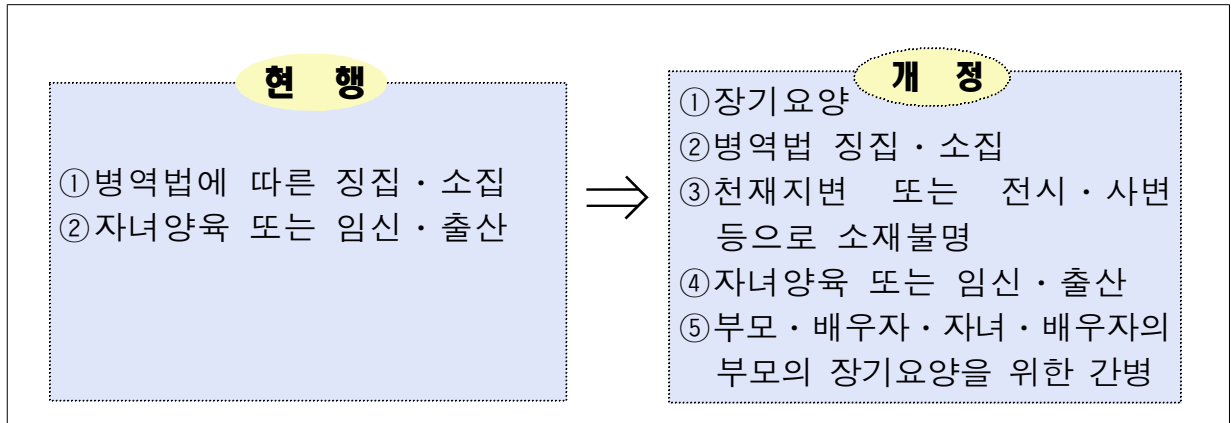 현 행
①병역법에 따른 징집·소집
②자녀양육 또는 임신·출산
⇒
개 정
①장기요양
②병역법 징집·소집
③천재지변 또는 전시·사변
등으로 소재불명
④자녀양육 또는 임신·출산
⑤부모·배우자·자녀·배우자의
부모의 장기요양을 위한 간병